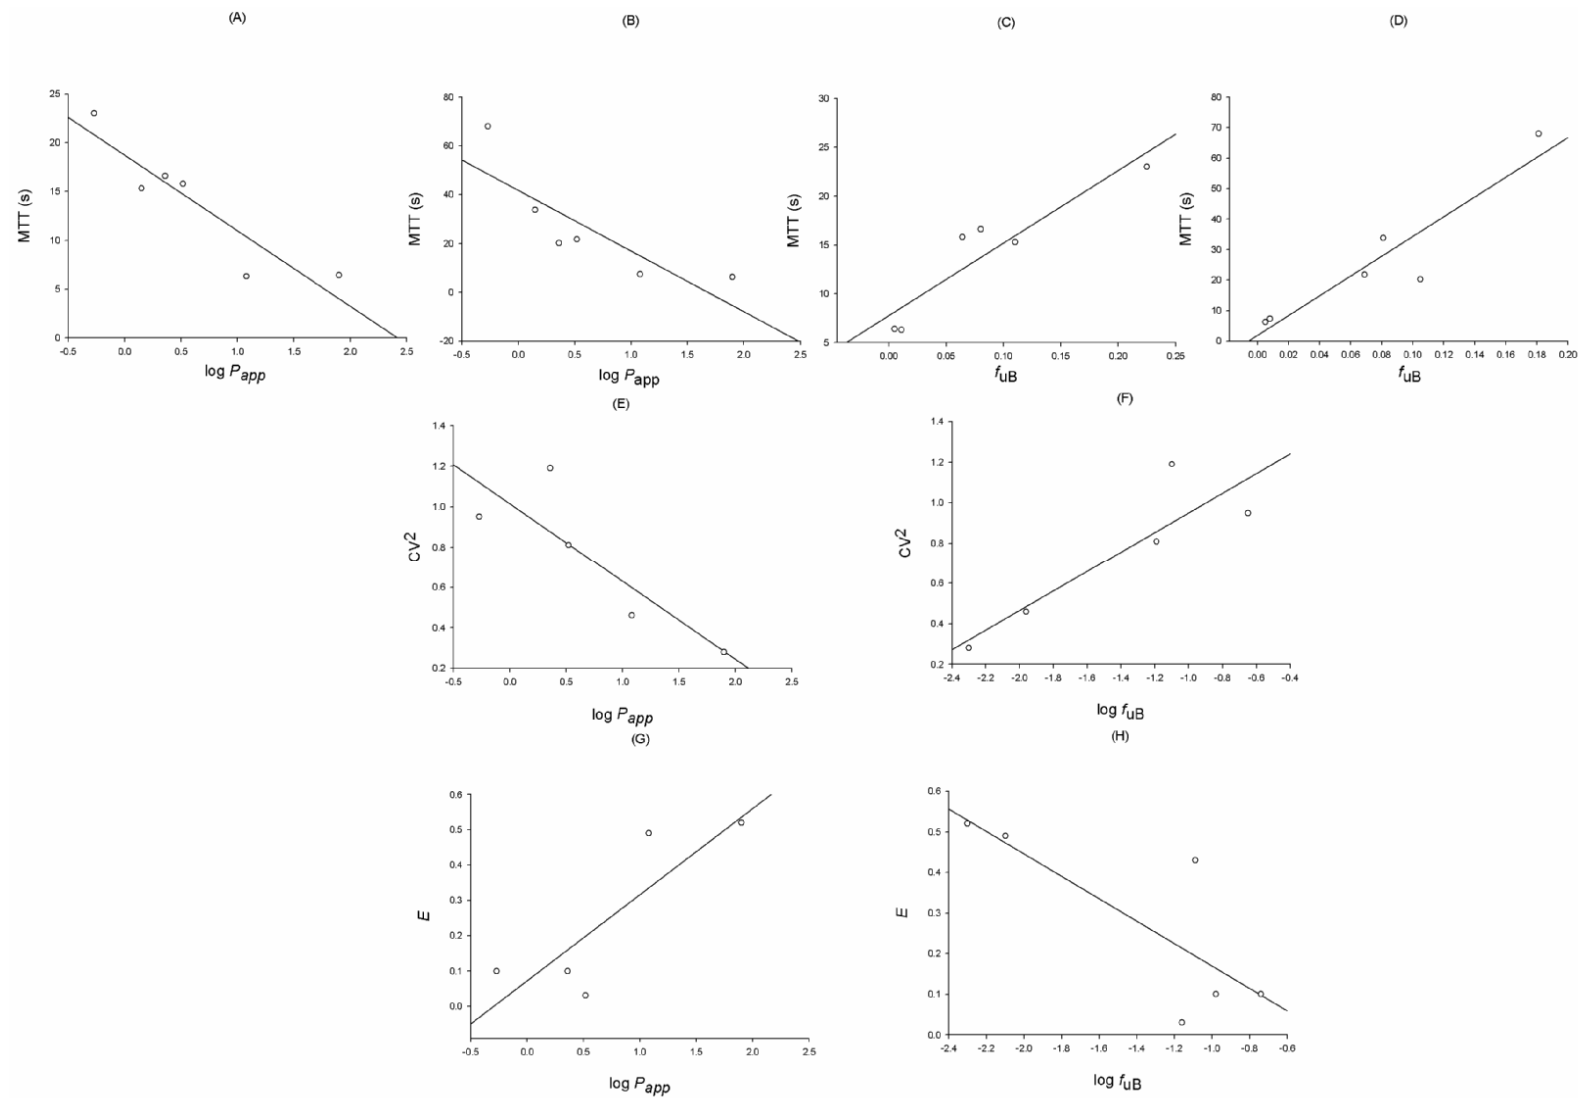 (A)
(B)
(C)
(D)
25
20
15
10
5
0
MTT (s)
-0.5 0.0 0.5 1.0 1.5 2.0 2.5
log Papp
80
60
40
20
0
-20
MTT (s)
-0.5 0.0 0.5 1.0 1.5 2.0 2.5
log Papp
30
25
20
15
10
5
MTT (s)
0.00 0.05 0.10 0.15 0.20 0.25
fuB
80
70
60
50
40
30
20
10
0
MTT (s)
0.00 0.02 0.04 0.06 0.08 0.10 0.12 0.14 0.16 0.18 0.20
fuB
(E)
(F)
1.4
1.2
1.0
0.8
0.6
0.4
0.2
CV2
-0.5 0.0 0.5 1.0 1.5 2.0 2.5
log Papp
1.4
1.2
1.0
0.8
0.6
0.4
0.2
CV2
-2.4 -2.2 -2.0 -1.8 -1.6 -1.4 -1.2 -1.0 -0.8 -0.6 -0.4
log fuB
(G)
(H)
0.6
0.5
0.4
0.3
0.2
0.1
0.0
E
-0.5 0.0 0.5 1.0 1.5 2.0 2.5
log Papp
0.6
0.5
0.4
0.3
0.2
0.1
0.0
E
-2.4 -2.2 -2.0 -1.8 -1.6 -1.4 -1.2 -1.0 -0.8 -0.6
log fuB